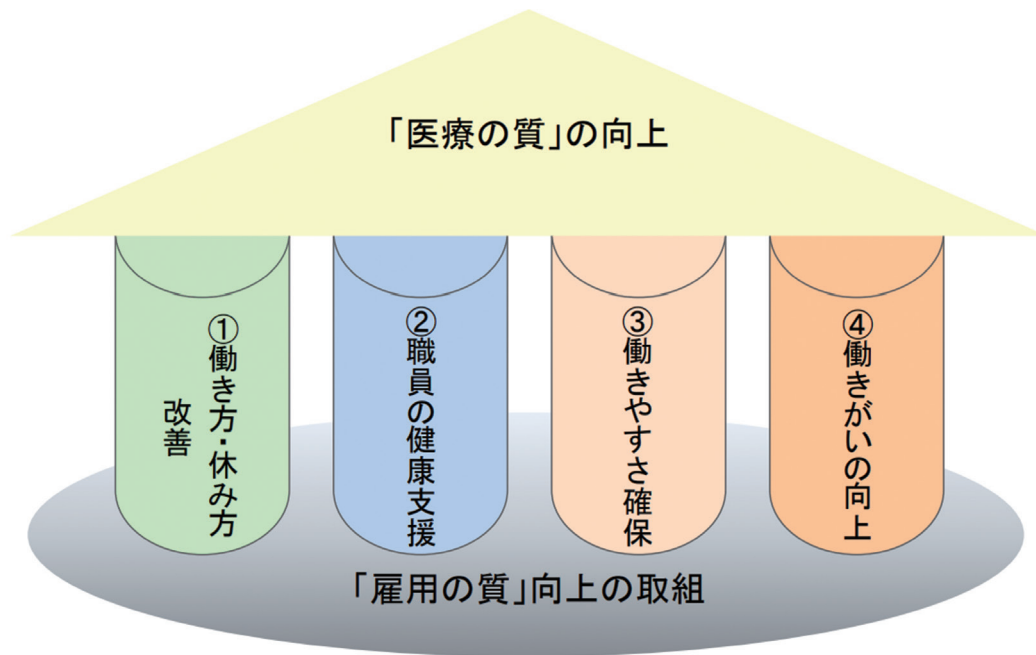 「医療の質」の向上
①働き方・休み方
改善
②職員の健康支援
③働きやすさ確保
④働きがいの向上
「雇用の質」向上の取組